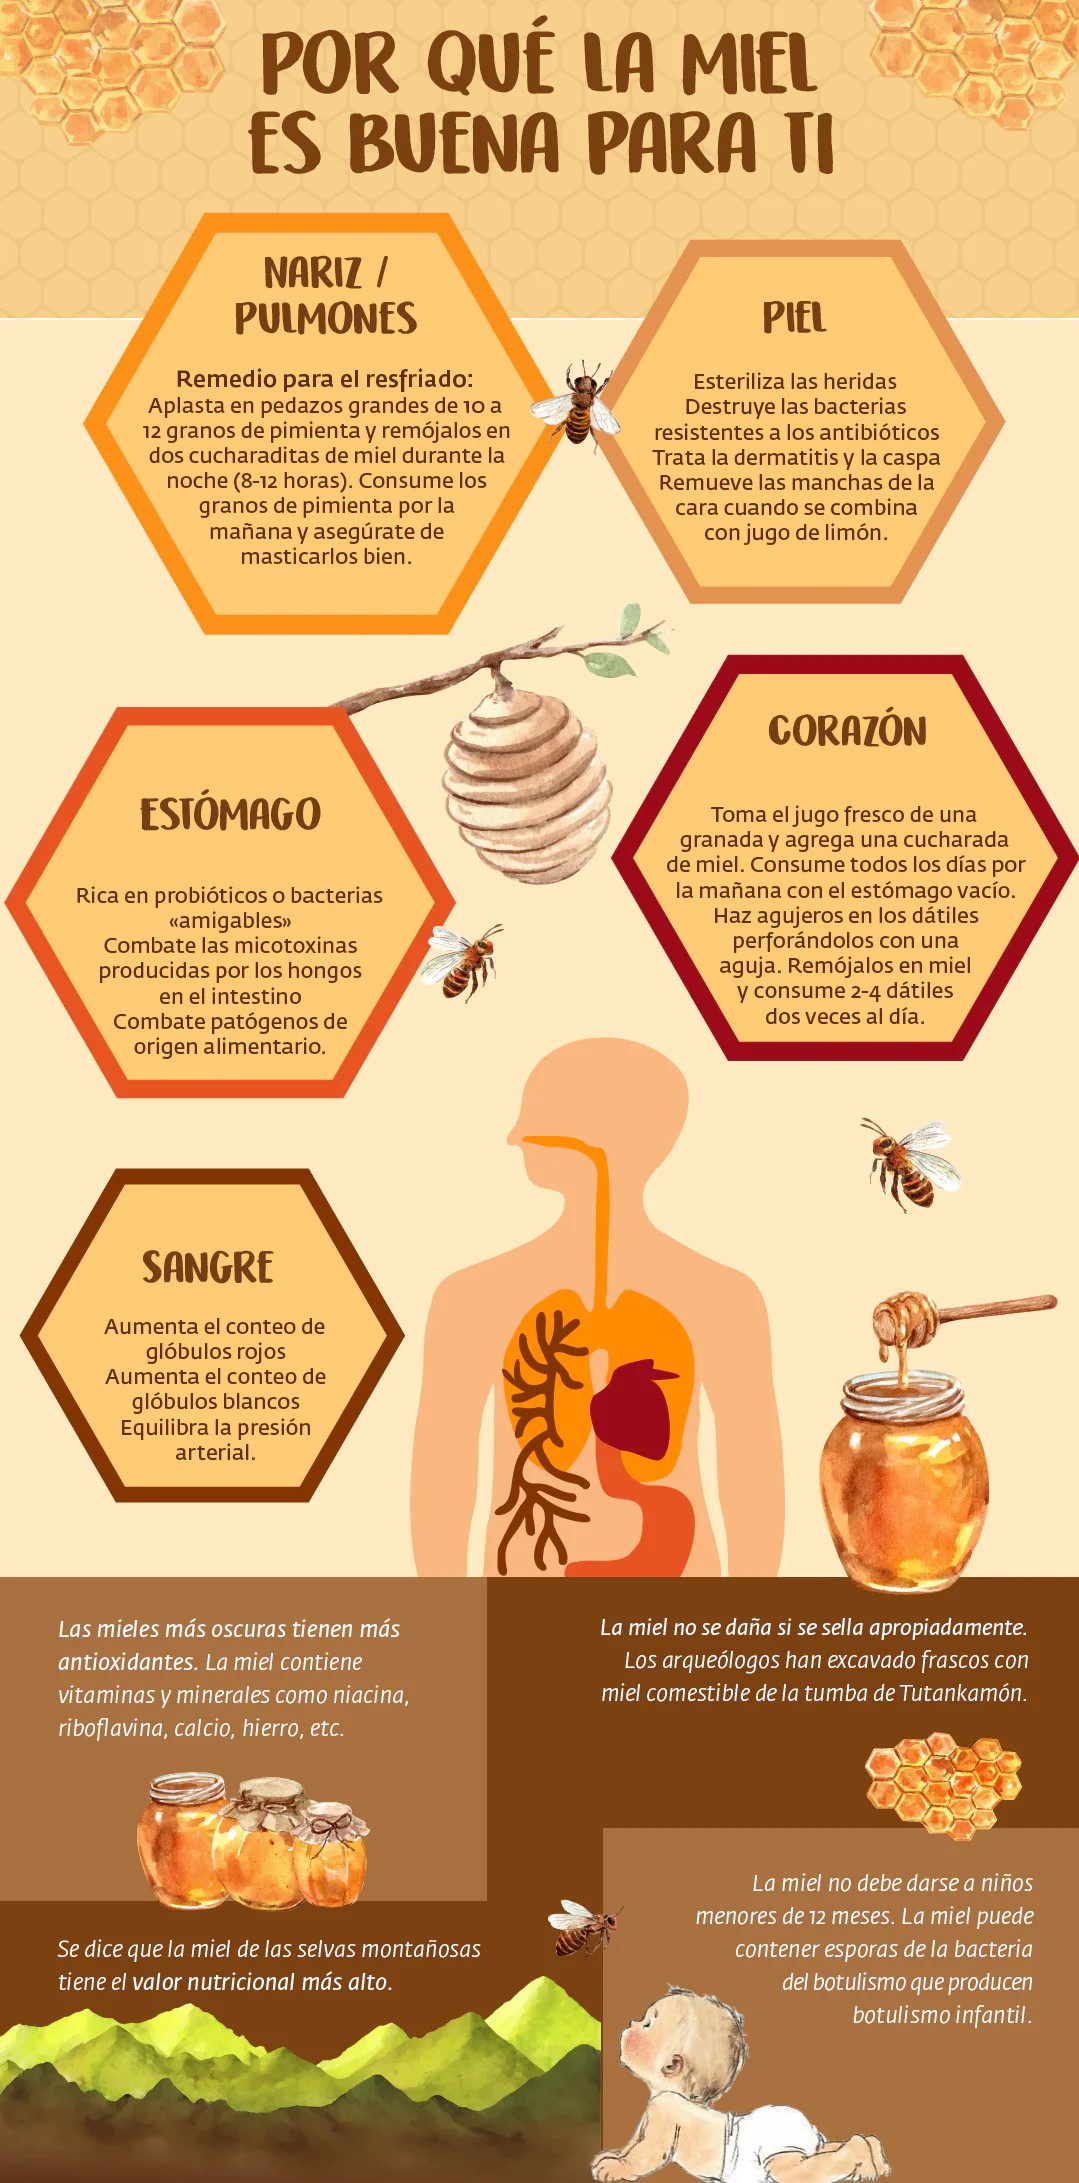 POR QUÉ LA MIEL
ES BUENA PARA TI
NARIZ /
PULMONES
Remedio para el resfriado:
Aplasta en pedazos grandes de 10 a
12 granos de pimienta y remójalos en
dos cucharaditas de miel durante la
noche (8-12 horas). Consume los
granos de pimienta por la
mañana y asegúrate de
masticarlos bien.
PIEL
Esteriliza las heridas
Destruye las bacterias
resistentes a los antibióticos
Trata la dermatitis y la caspa
Remueve las manchas de la
cara cuando se combina
con jugo de limón.
ESTÓMAGO
Rica en probióticos o bacterias
«amigables»
Combate las micotoxinas
producidas por los hongos
en el intestino
Combate patógenos de
origen alimentario.
CORAZÓN
Toma el jugo fresco de una
granada y agrega una cucharada
de miel. Consume todos los días por
la mañana con el estómago vacío.
Haz agujeros en los dátiles
perforándolos con una
aguja. Remójalos en miel
y consume 2-4 dátiles
dos veces al día.
SANGRE
Aumenta el conteo de
glóbulos rojos
Aumenta el conteo de
glóbulos blancos
Equilibra la presión
arterial.
Las mieles más oscuras tienen más
antioxidantes. La miel contiene
vitaminas y minerales como niacina,
riboflavina, calcio, hierro, etc.
La miel no se daña si se sella apropiadamente.
Los arqueólogos han excavado frascos con
miel comestible de la tumba de Tutankamón.
Se dice que la miel de las selvas montañosas
tiene el valor nutricional más alto.
La miel no debe darse a niños
menores de 12 meses. La miel puede
contener esporas de la bacteria
del botulismo que producen
botulismo infantil.